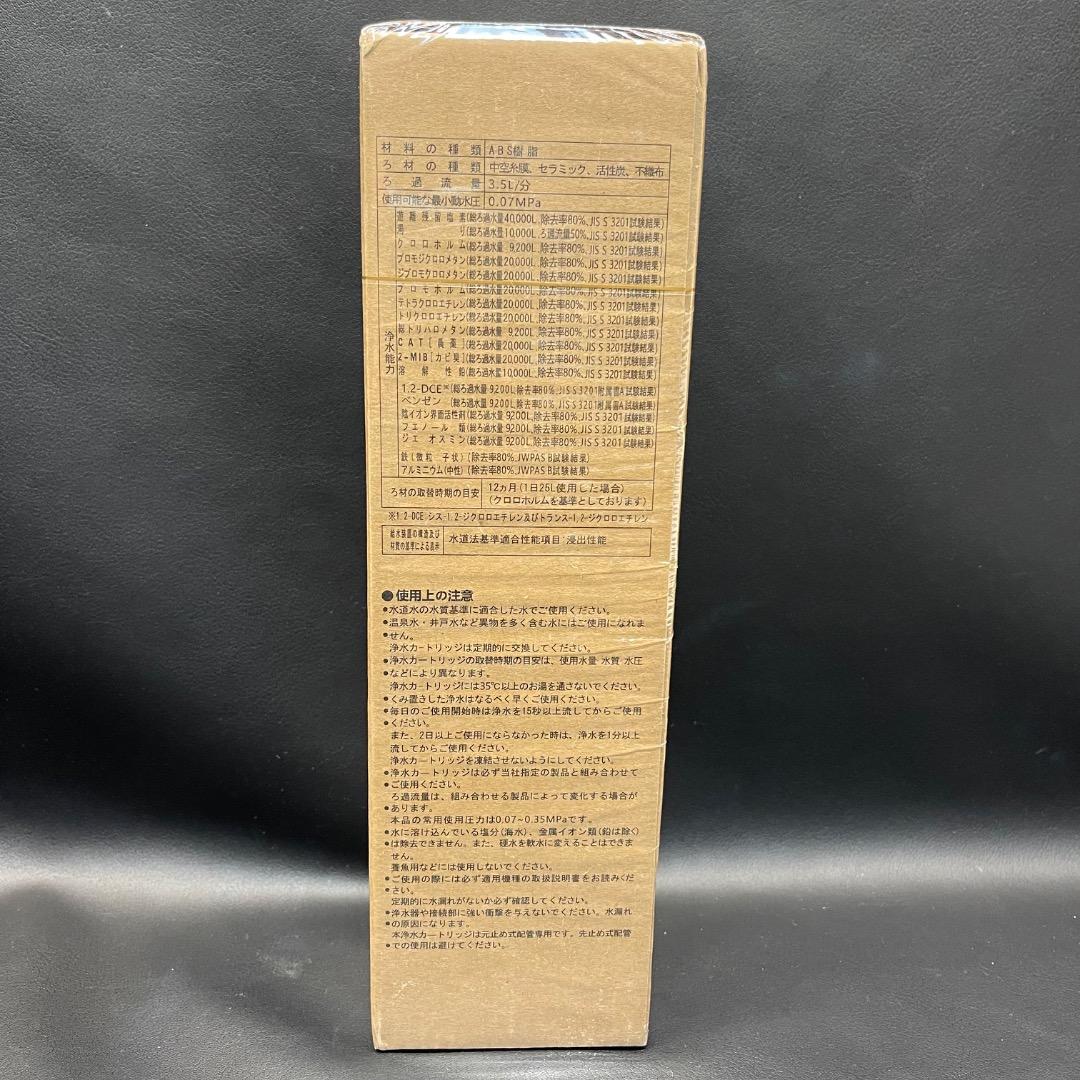 材料の種類 ABS樹脂
ろ材の種類 中空糸膜、セラミック、活性炭、不織布
ろ過流量 3.5L/分
使用可能な最小動水圧 0.07MPa
浄水能力
遊離残留塩素(総ろ過水量40,000L、除去率80%、JIS S 3201試験結果)
濁り(総ろ過水量10,000L、ろ過流量50%、JIS S 3201試験結果)
クロロホルム(総ろ過水量 9,200L、除去率80%、JIS S 3201試験結果)
ブロモジクロロメタン(総ろ過水量20,000L、除去率80%、JIS S 3201試験結果)
ジブロモクロロメタン(総ろ過水量20,000L、除去率80%、JIS S 3201試験結果)
ブロモホルム(総ろ過水量20,000L、除去率80%、JIS S 3201試験結果)
テトラクロロエチレン(総ろ過水量20,000L、除去率80%、JIS S 3201試験結果)
トリクロロエチレン(総ろ過水量20,000L、除去率80%、JIS S 3201試験結果)
総トリハロメタン(総ろ過水量 9,200L、除去率80%、JIS S 3201試験結果)
CAT[農薬](総ろ過水量20,000L、除去率80%、JIS S 3201試験結果)
2-MIB[カビ臭](総ろ過水量20,000L、除去率80%、JIS S 3201試験結果)
溶解性鉛(総ろ過水量10,000L、除去率80%、JIS S 3201試験結果)
1.2-DCE※(総ろ過水量 9,200L、除去率80%、JIS S 3201附属書A試験結果)
ベンゼン(総ろ過水量 9,200L、除去率80%、JIS S 3201附属書A試験結果)
陰イオン界面活性剤(総ろ過水量 9200L、除去率80%、JIS S 3201試験結果)
フェノール類(総ろ過水量 9200L、除去率80%、JIS S 3201試験結果)
ジェオスミン(総ろ過水量 9200L、除去率80%、JIS S 3201試験結果)
鉄(微粒子状)[除去率80%、JWPAS B試験結果)
アルミニウム(中性)[除去率80%、JWPAS B試験結果)
ろ材の取替時期の目安 12ヵ月(1日25L使用した場合)
(クロロホルムを基準としております)
※1.2-DCE シス-1,2-ジクロロエチレン及びトランス-1,2-ジクロロエチレン
給水装置の構造及び
材質の基準による表示 水道法基準適合性能項目:浸出性能
●使用上の注意
●水道水の水質基準に適合した水でご使用ください。
●温泉水・井戸水など異物を多く含む水にはご使用になれま
●せん。
浄水カートリッジは定期的に交換してください。
●浄水カートリッジの取替時期の目安は、使用水量 水質 水圧
●などにより異なります。
浄水カートリッジには35℃以上のお湯を通さないでください。
●くみ置きした浄水はなるべく早くご使用ください。
●毎日のご使用開始時は浄水を15秒以上流してからご使用
●ください。
また、2日以上ご使用にならなかった時は、浄水を1分以上
流してからご使用ください。
浄水カートリッジを凍結させないようにしてください。
●浄水カートリッジは必ず当社指定の製品と組み合わせて
●ご使用ください。
ろ過流量は、組み合わせる製品によって変化する場合が
●あります。
本品の常用使用圧力は0.07~0.35MPaです。
●水に溶け込んでいる塩分(海水)、金属イオン類(鉛は除く)
●は除去できません。また、硬水を軟水に変えることはできま
せん。
養魚用などには使用しないでください。
●ご使用の際には必ず適用機種の取扱説明書をお読みくだ
●さい。
定期的に水漏れがないか必ず確認してください。
●浄水器や接続部に強い衝撃を与えないでください。水漏れ
●の原因になります。
本浄水カートリッジは元止め式配管専用です。先止め式配管
●での使用は避けてください。